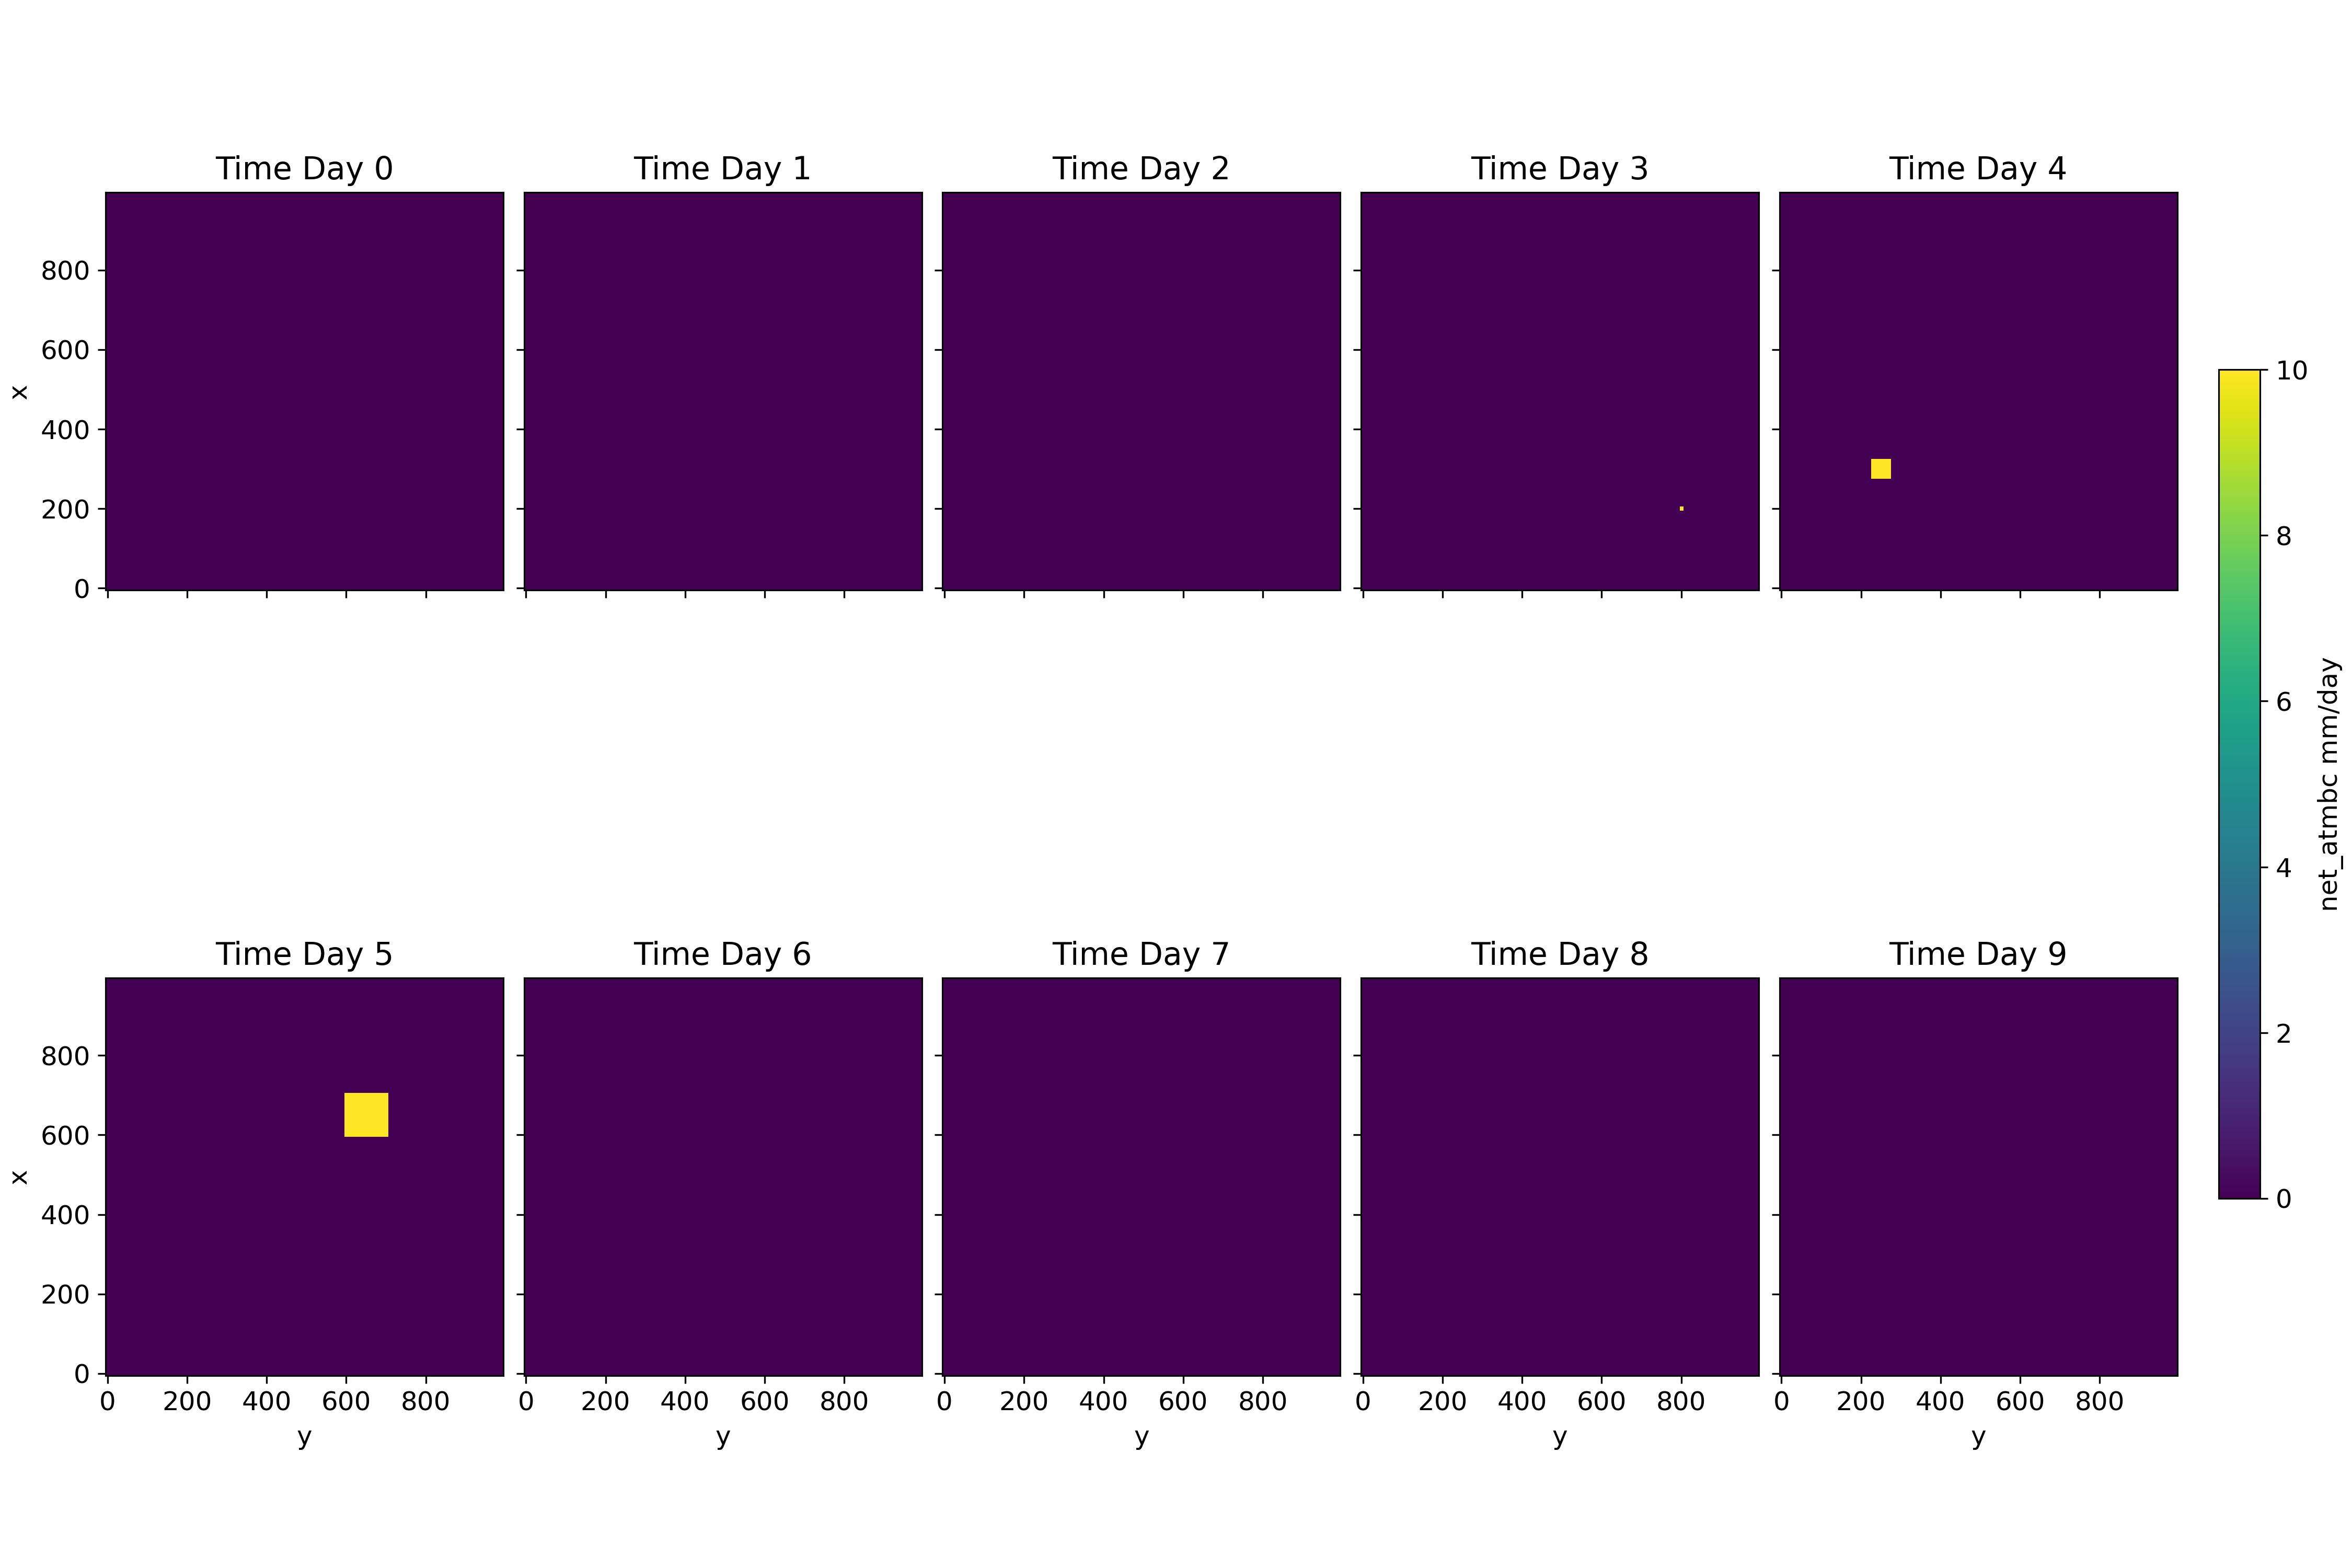 Time Day 0
Time Day 1
Time Day 2
Time Day 3
Time Day 4
800
600
400
200
0
x
10
8
6
4
2
0
net_atmbc mm/day
Time Day 5
Time Day 6
Time Day 7
Time Day 8
Time Day 9
800
600
400
200
0
x
0 200 400 600 800
0 200 400 600 800
0 200 400 600 800
0 200 400 600 800
0 200 400 600 800
y
y
y
y
y